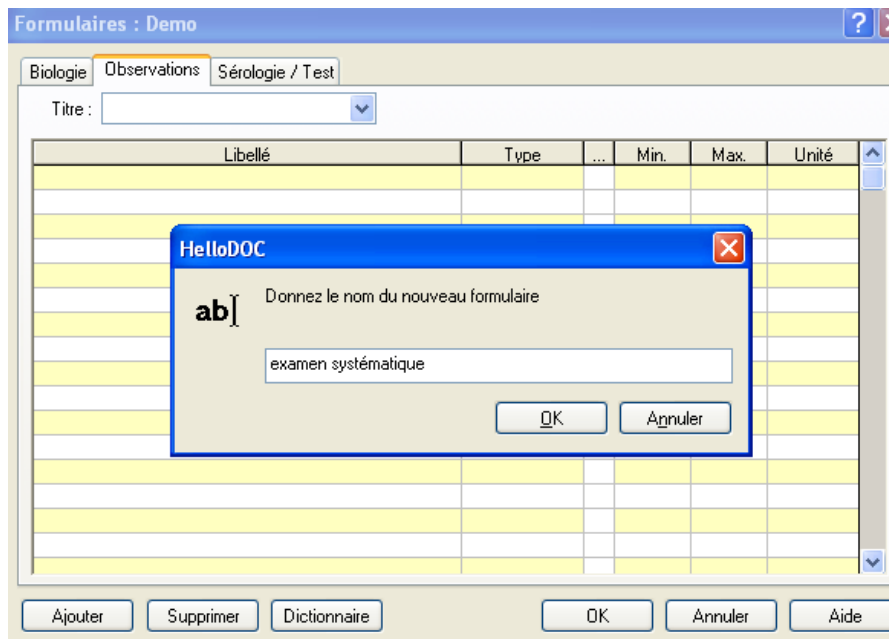 Formulaires : Demo
?
Biologie Observations Sérologie / Test
Titre :
Libellé Type ... Min. Max. Unité
HelloDOC
ab
Donnez le nom du nouveau formulaire
examen systématique
OK Annuler
Ajouter Supprimer Dictionnaire OK Annuler Aide